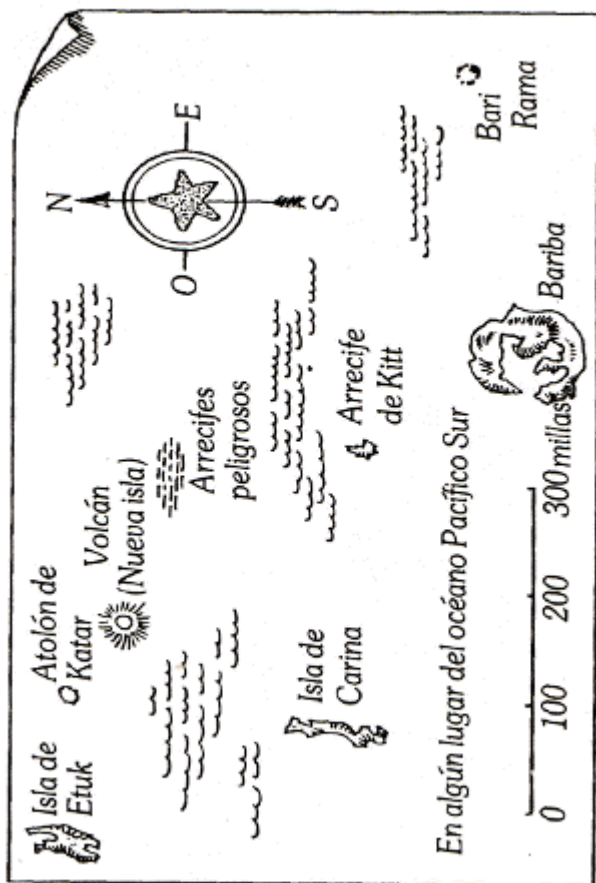 Isla de
Etuk
Atolón de
Katar
Volcán
(Nueva isla)
Arrecifes
peligrosos
N
O
E
S
Isla de
Carina
Arrecife
de Kitt
Bari
Rama
Bariba
En algún lugar del océano Pacífico Sur
0 100 200 300 millas